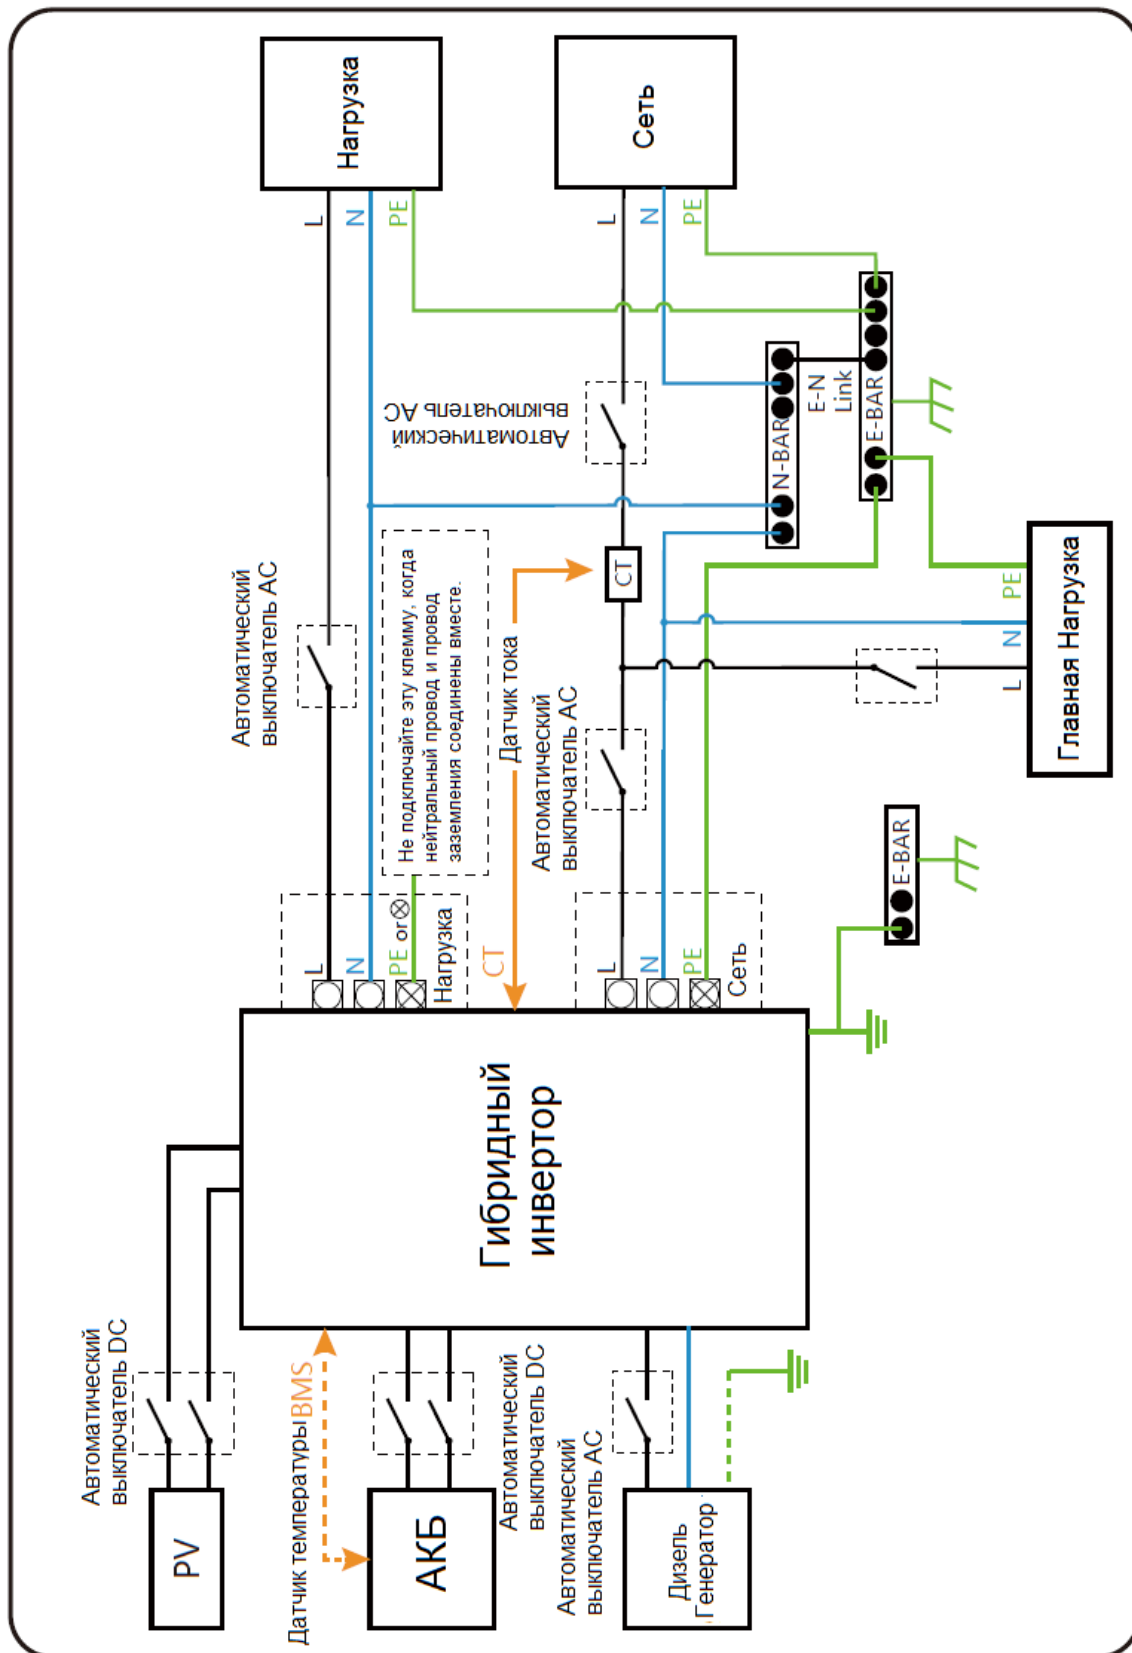 Нагрузка
Сеть
L
N
PE
L
N
PE
Автоматический
выключатель AC
E-N
Link
N-BAR
E-BAR
Автоматический
выключатель AC
Не подключайте эту клемму, когда
нейтральный провод и провод
заземления соединены вместе.
CT
Датчик тока
Автоматический
выключатель AC
PE
N
L
Главная Нагрузка
E-BAR
L
N
PE or
Нагрузка
CT
L
N
PE
Сеть
Гибридный
инвертор
Автоматический
выключатель DC
Датчик температуры
BMS
Автоматический
выключатель DC
Автоматический
выключатель AC
PV
АКБ
Дизель
Генератор